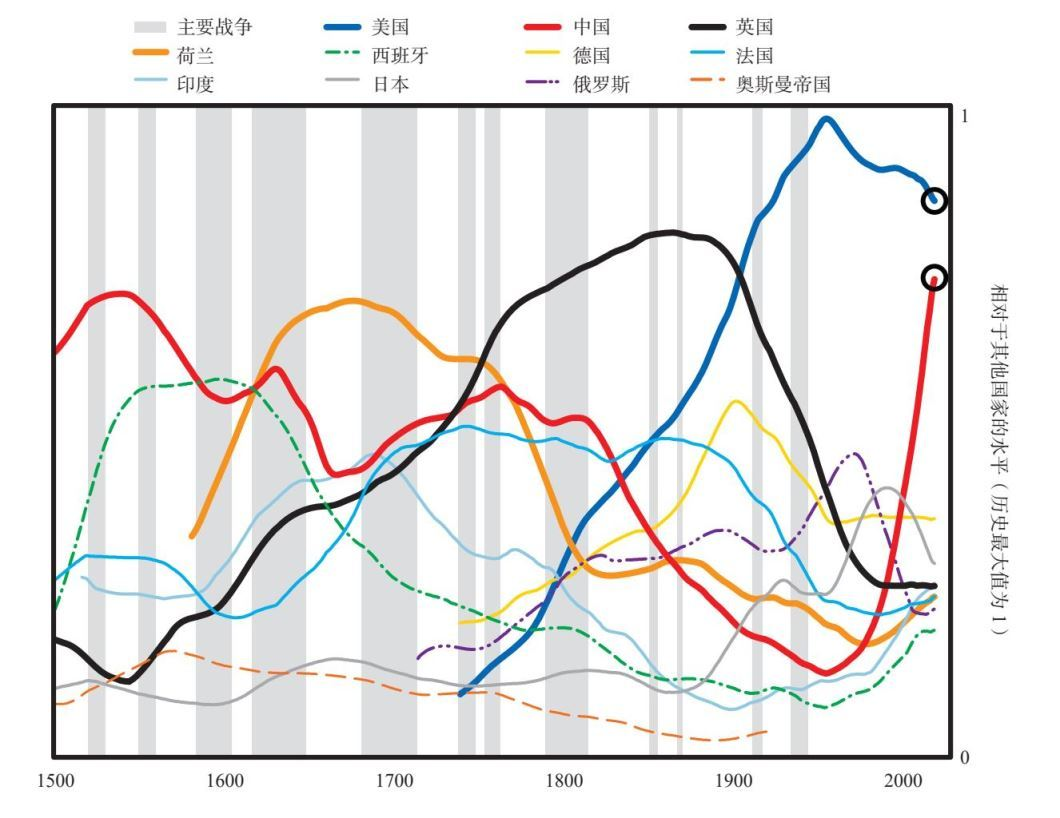 主要战争 美国 中国 英国
荷兰 西班牙 德国 法国
印度 日本 俄罗斯 奥斯曼帝国
1
相对于其他国家的水平（历史最大值为 1）
0
1500 1600 1700 1800 1900 2000